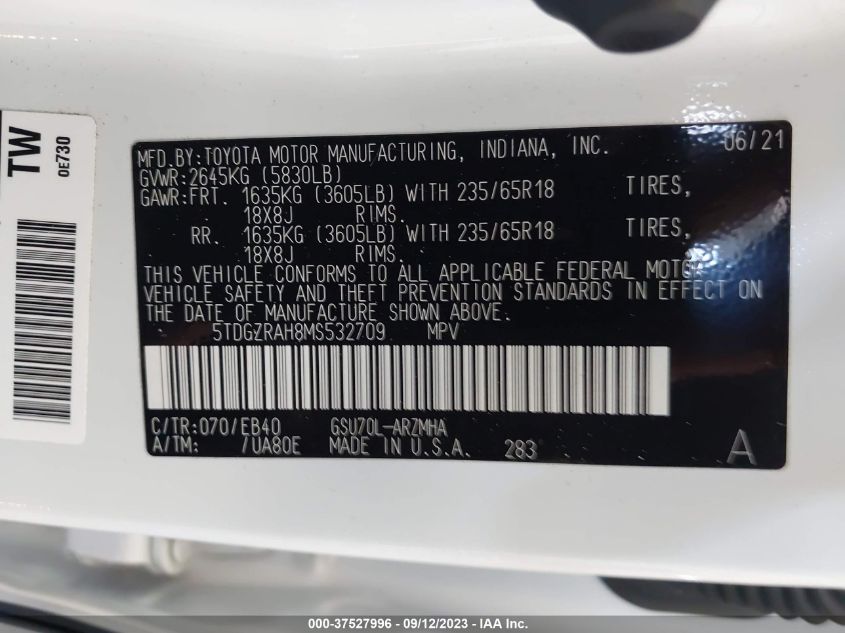 TW
0E730
MFD.BY:TOYOTA MOTOR MANUFACTURING, INDIANA, INC. 06/21
GVWR:2645KG (5830LB)
GAWR:FRT. 1635KG (3605LB) WITH 235/65R18 TIRES,
18X8J RIMS.
RR. 1635KG (3605LB) WITH 235/65R18 TIRES,
18X8J RIMS.
THIS VEHICLE CONFORMS TO ALL APPLICABLE FEDERAL MOTOR
VEHICLE SAFETY AND THEFT PREVENTION STANDARDS IN EFFECT ON
THE DATE OF MANUFACTURE SHOWN ABOVE.
5TDGZRAH8MS532709 MPV
C/TR:070/EB40 GSU70L-ARZMHA
A/TM: /UA80E MADE IN U.S.A. 283 A
000-37527996 - 09/12/2023 - IAA Inc.